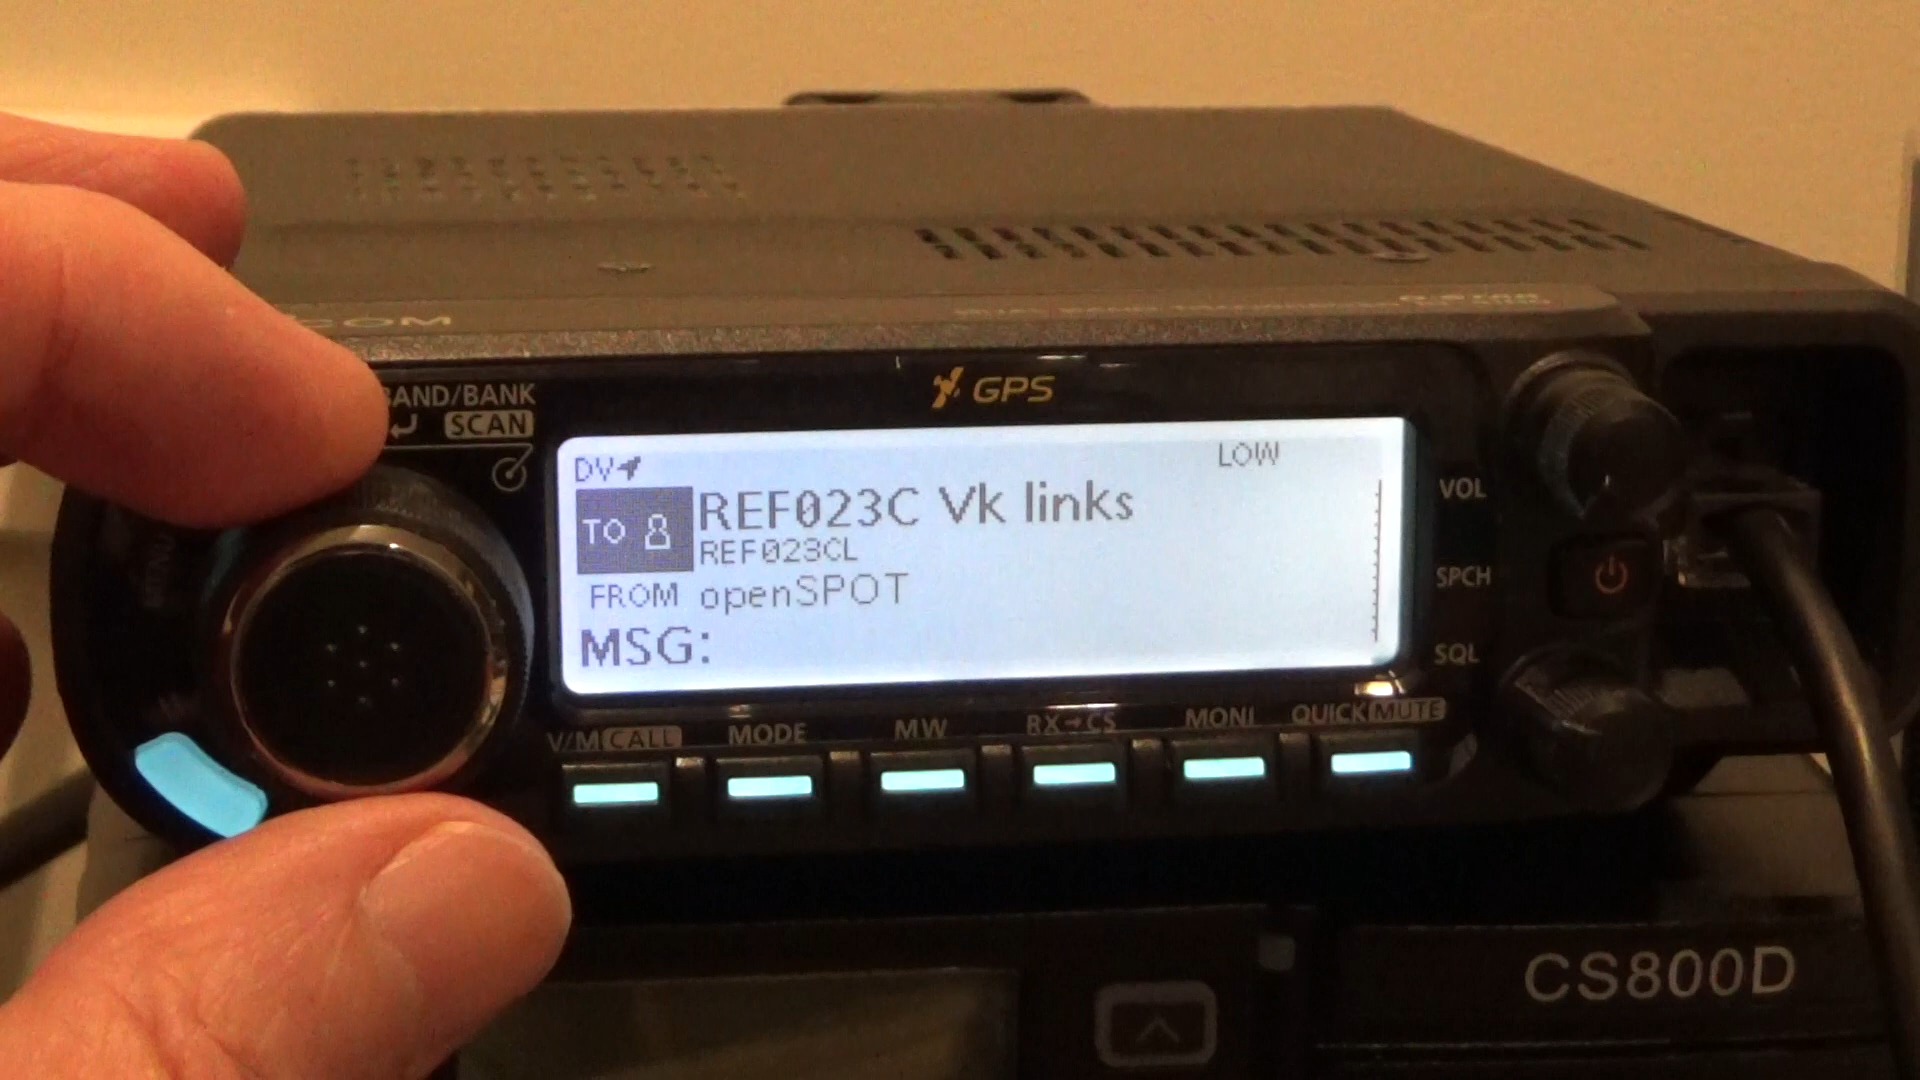 COM
BAND/BANK
SCAN
GPS
DV
LOW
TO
REF023C Vk links
REF023CL
FROM openSPOT
MSG:
VOL
SPCH
SQL
V/M CALL
MODE
MW
RX→CS
MONI
QUICK MUTE
CS800D